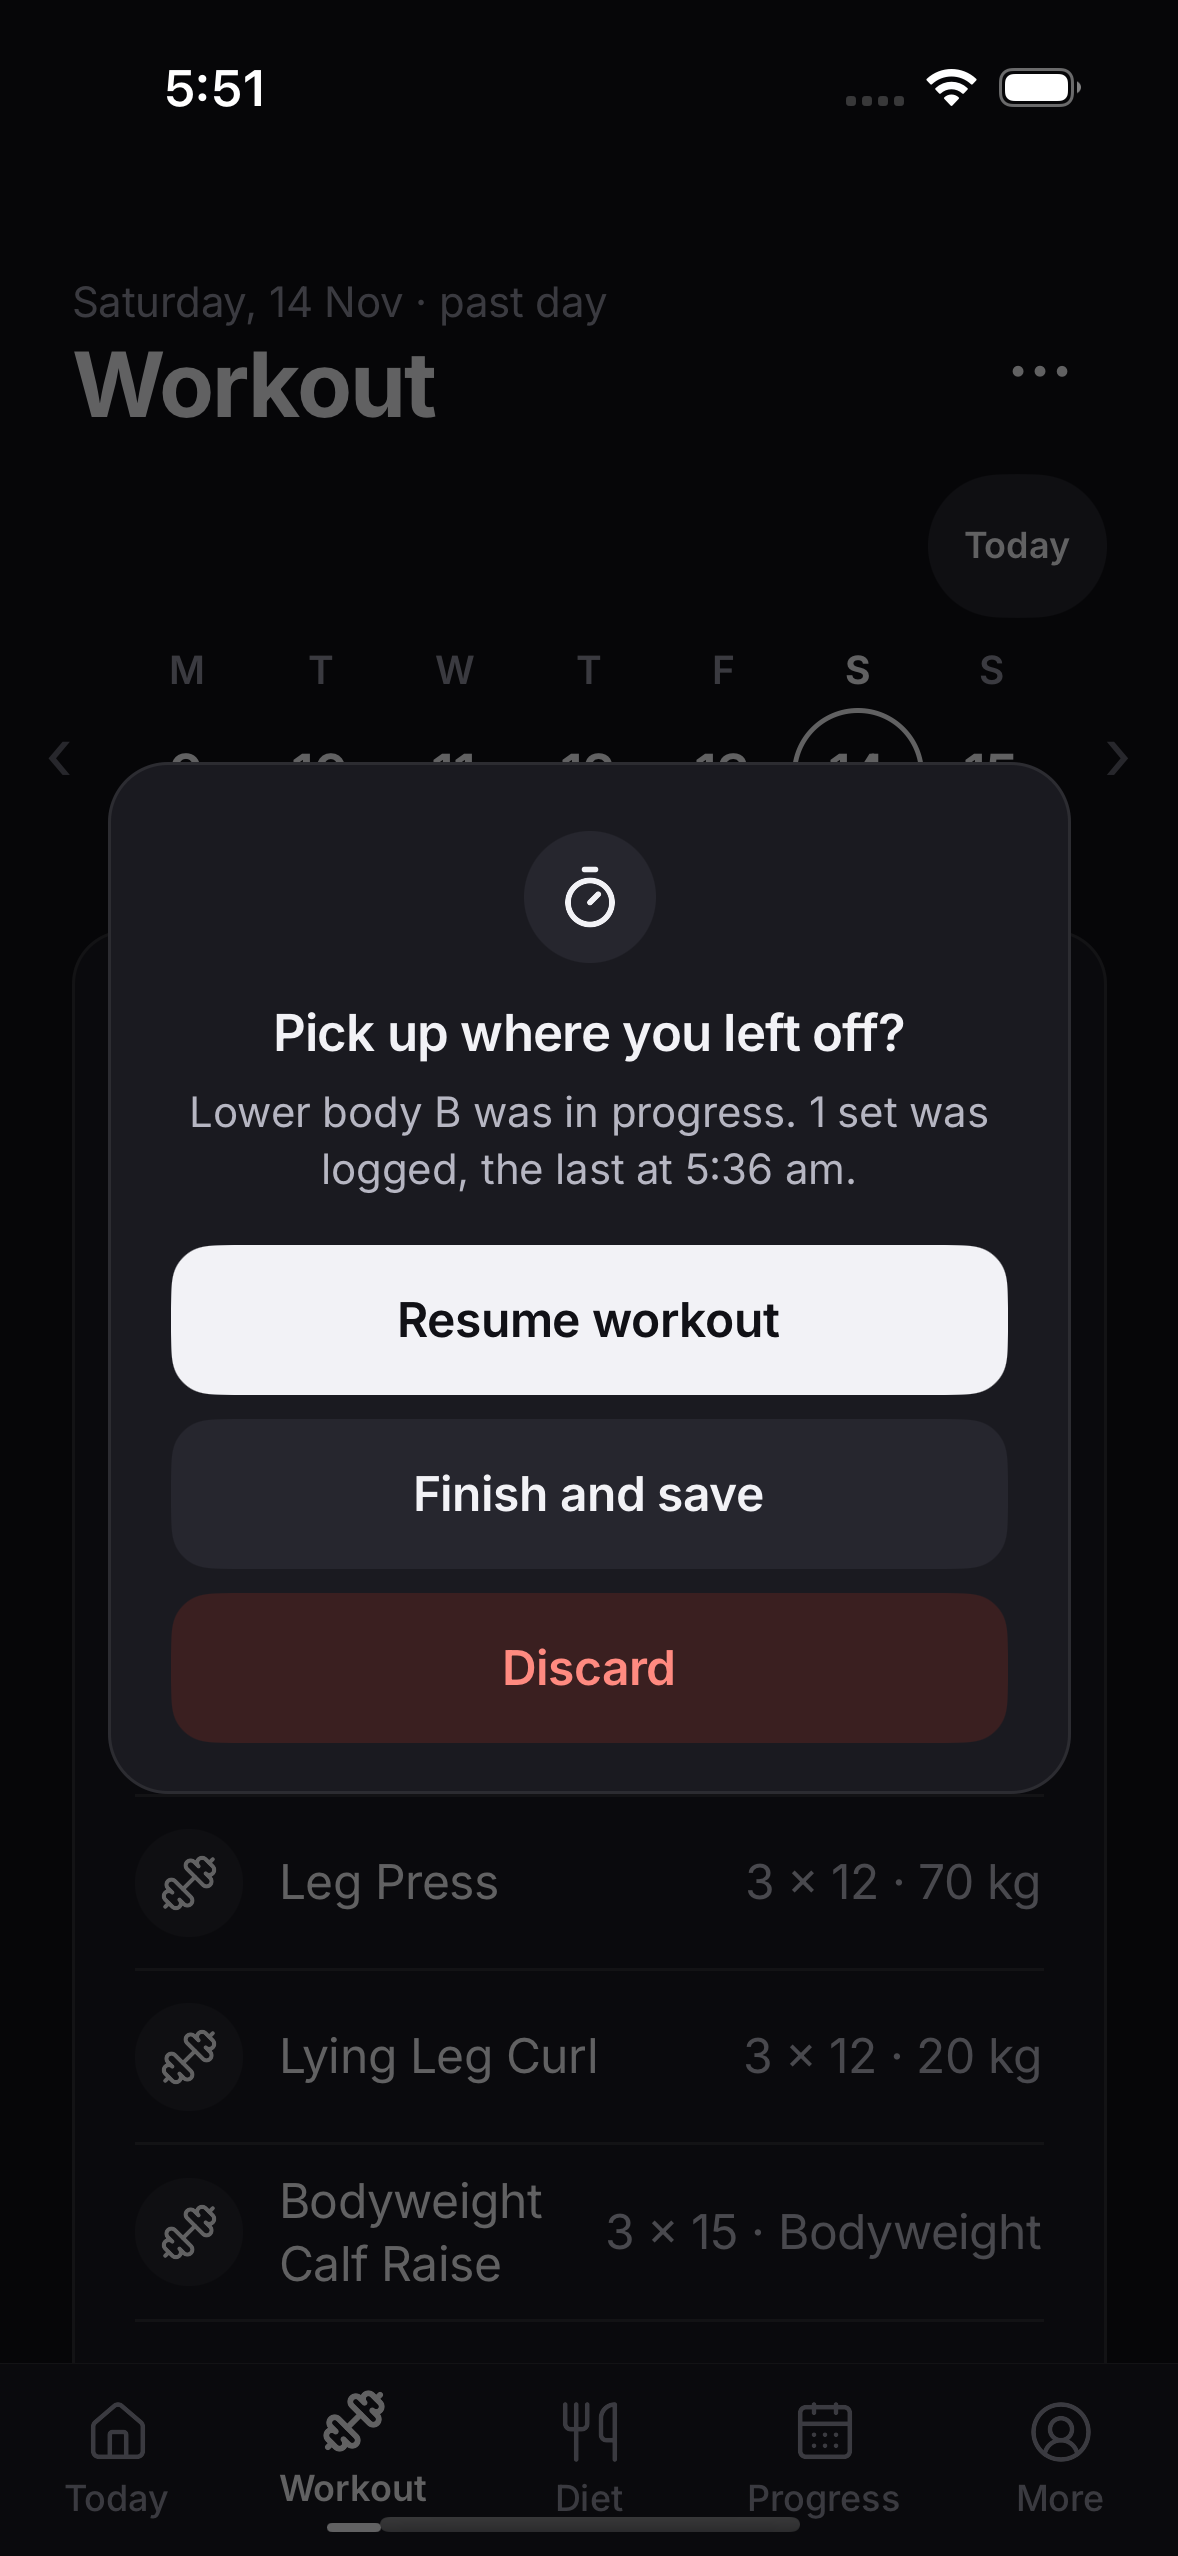 5:51
Saturday, 14 Nov · past day
Workout
Today
M T W T F S S
14 15
Pick up where you left off?
Lower body B was in progress. 1 set was
logged, the last at 5:36 am.
Resume workout
Finish and save
Discard
Leg Press 3 × 12 · 70 kg
Lying Leg Curl 3 × 12 · 20 kg
Bodyweight
Calf Raise 3 × 15 · Bodyweight
Today Workout Diet Progress More